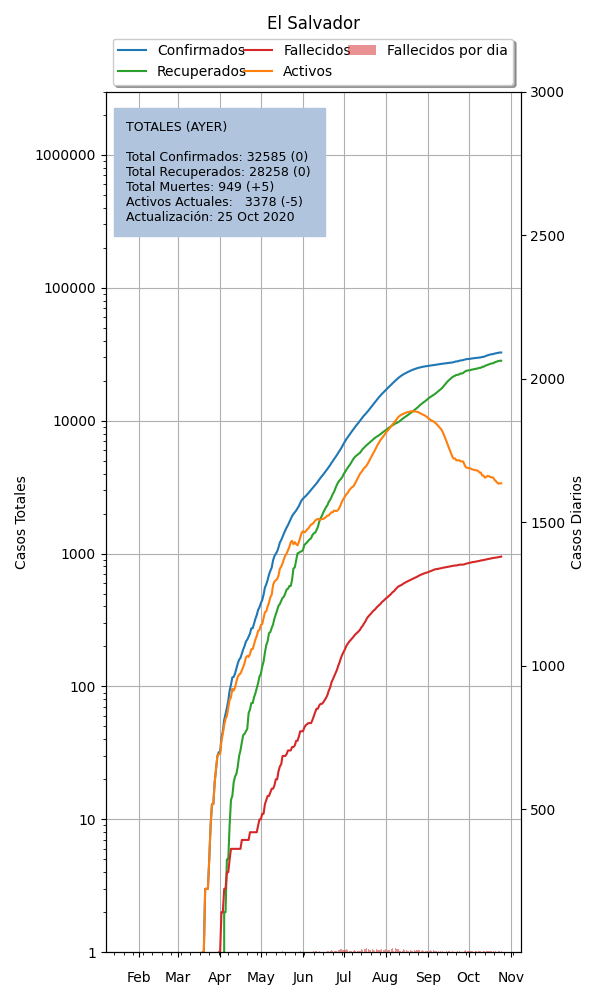 El Salvador
Confirmados
Recuperados
Fallecidos
Activos
Fallecidos por dia
TOTALES (AYER)
Total Confirmados: 32585 (0)
Total Recuperados: 28258 (0)
Total Muertes: 949 (+5)
Activos Actuales:   3378 (-5)
Actualización: 25 Oct 2020
Casos Totales
1000000
100000
10000
1000
100
10
1
Casos Diarios
3000
2500
2000
1500
1000
500
Feb Mar Apr May Jun Jul Aug Sep Oct Nov